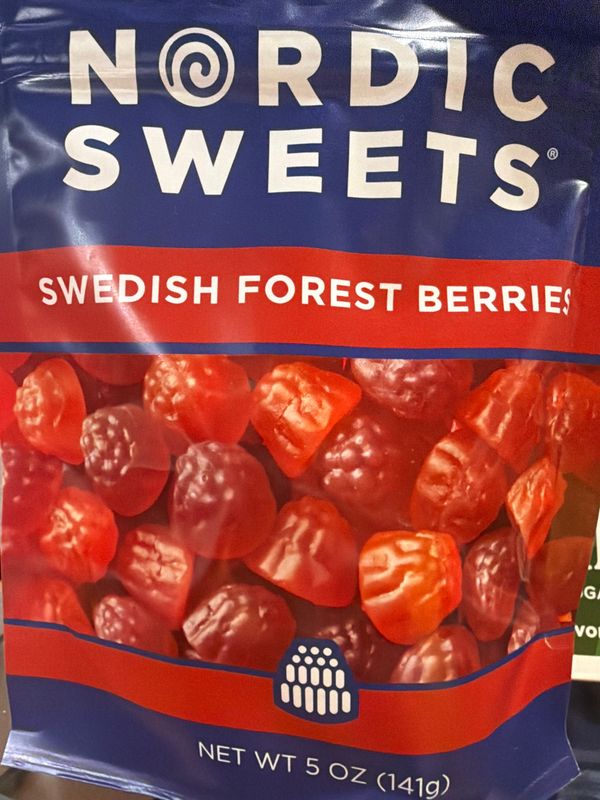 NORDIC
SWEETS®
SWEDISH FOREST BERRIES
NET WT 5 OZ (141g)